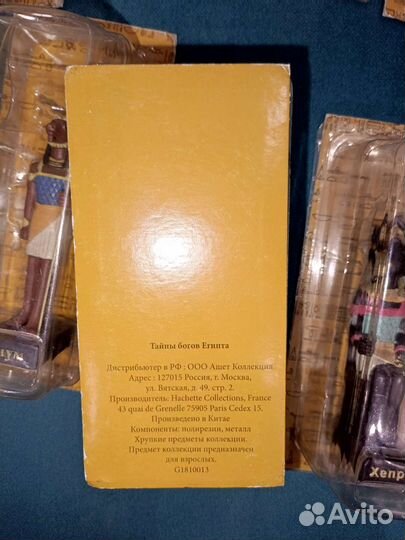 Тайны богов Египта
Дистрибьютер в РФ : ООО Ашет Коллекция
Адрес : 127015 Россия, г. Москва,
ул. Вятская, д. 49, стр. 2.
Производитель: Hachette Collections, France
43 quai de Grenelle 75905 Paris Cedex 15.
Произведено в Китае
Компоненты: полирезин, металл
Хрупкие предметы коллекции.
Предмет коллекции предназначен
для взрослых.
G1810013
Avito